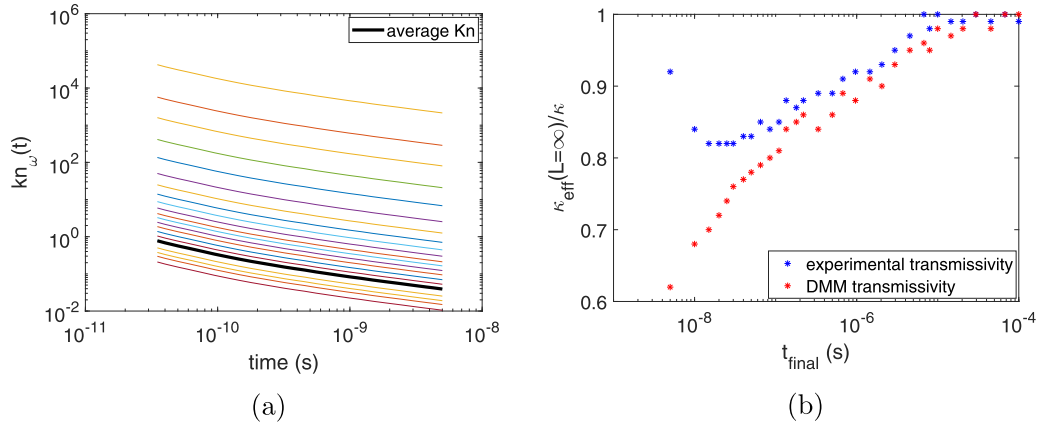 10^6
10^4
10^2
10^0
10^-2
kn_ω(t)
average Kn
10^-11
10^-10
10^-9
10^-8
time (s)
(a)
1
0.9
0.8
0.7
0.6
κ_eff(L=∞)/κ
experimental transmissivity
DMM transmissivity
10^-8
10^-6
10^-4
t_final (s)
(b)